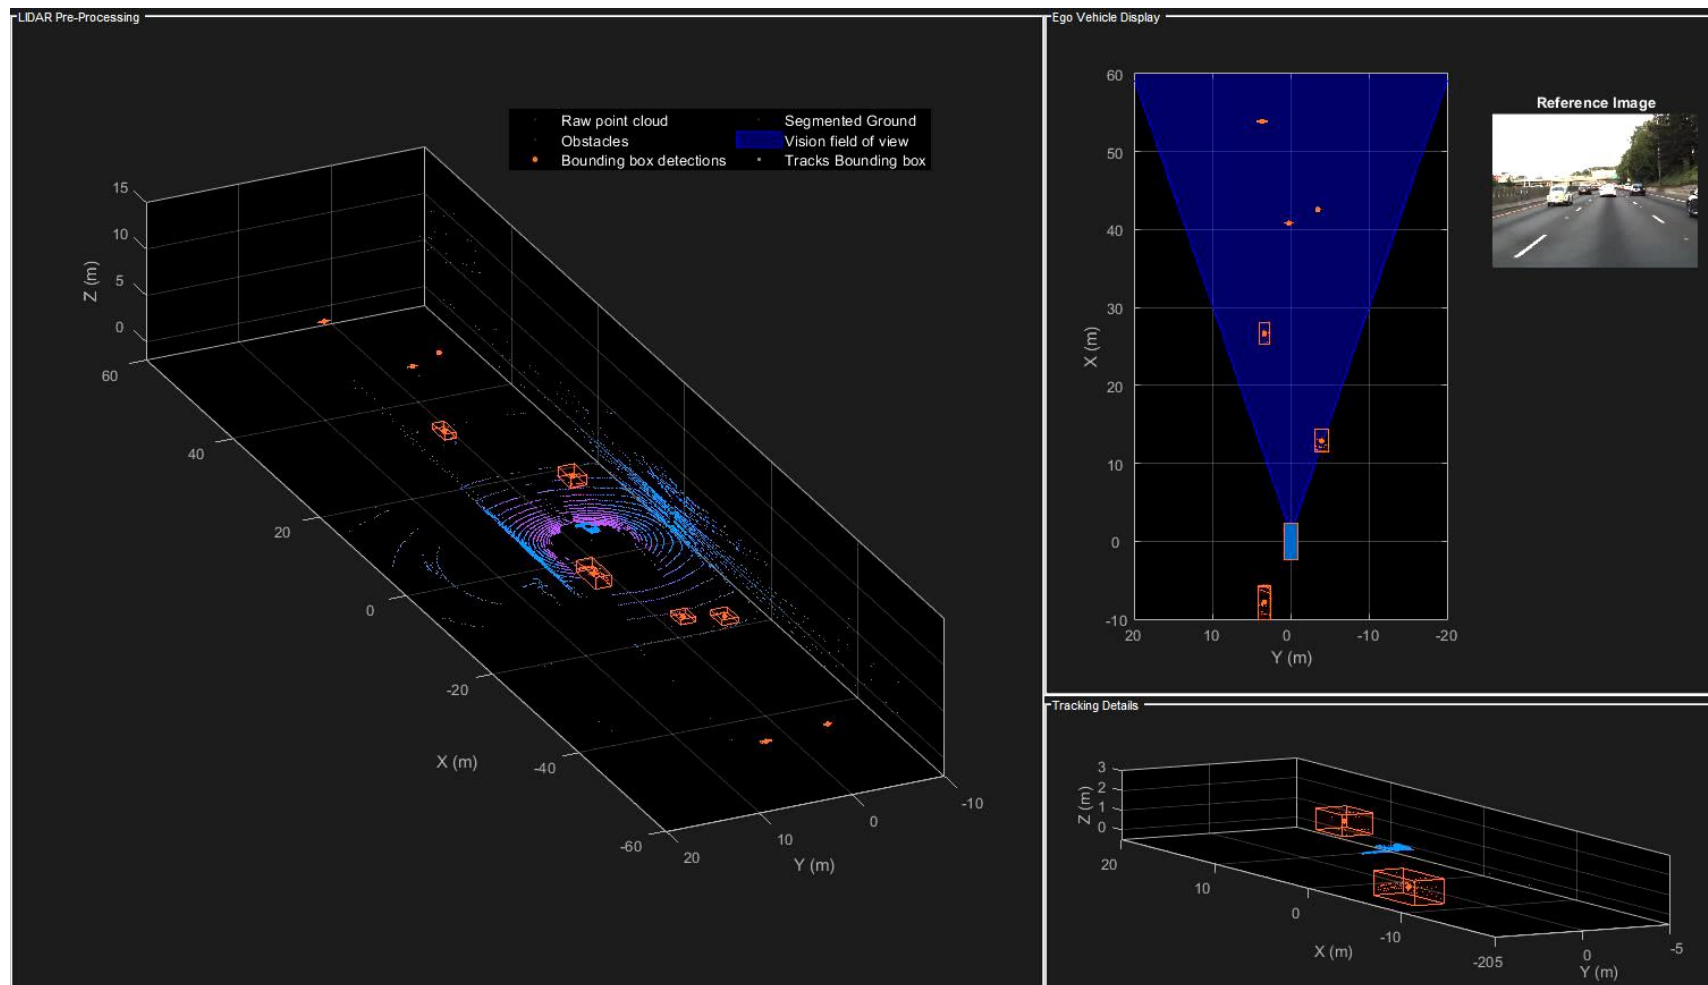 LIDAR Pre-Processing
Raw point cloud
Segmented Ground
Obstacles
Vision field of view
Bounding box detections
Tracks Bounding box
15
10
5
0
Z (m)
60
40
20
0
-20
-40
-60
X (m)
20
10
0
-10
Y (m)
Ego Vehicle Display
60
50
40
30
20
10
0
-10
X (m)
20
10
0
-10
-20
Y (m)
Reference Image
Tracking Details
3
2
1
0
Z (m)
20
10
0
-10
-205
X (m)
0
-5
Y (m)